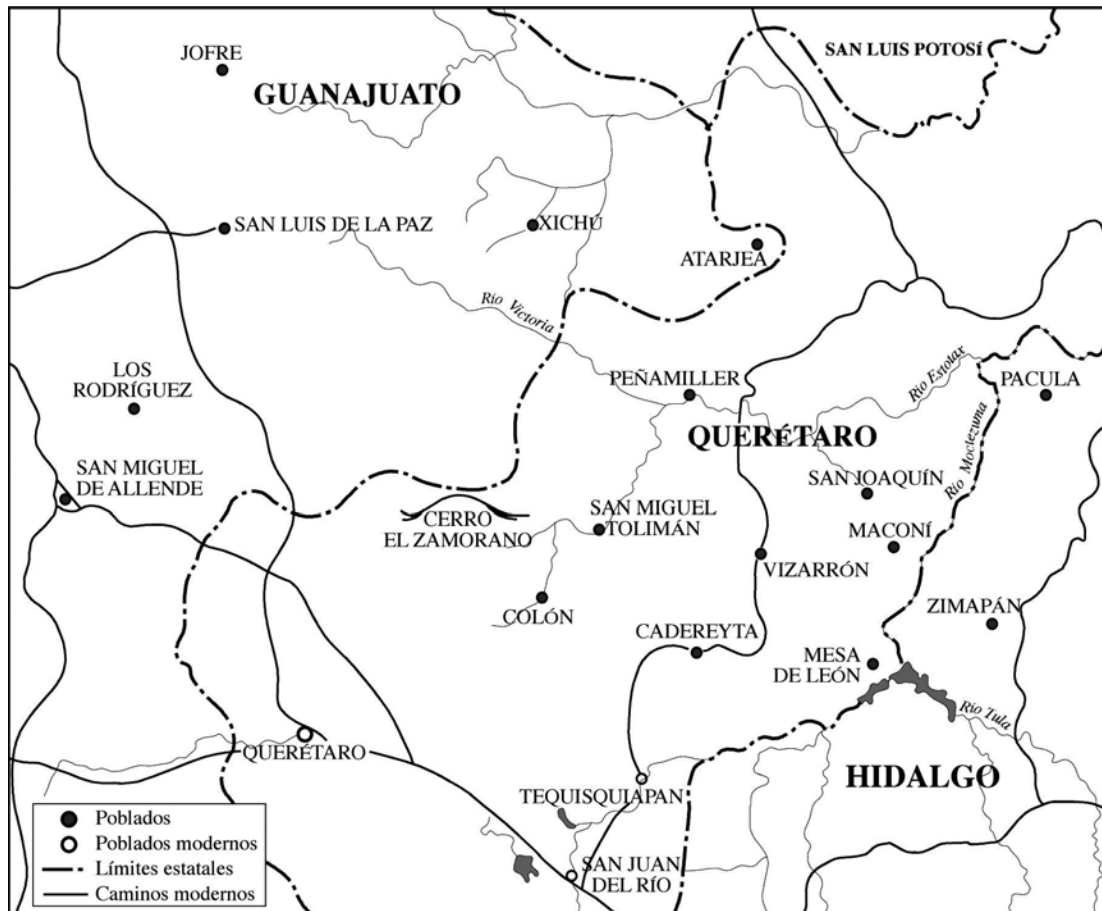 SAN LUIS POTOSÍ
JOFRE
GUANAJUATO
SAN LUIS DE LA PAZ
XICHÚ
ATARJEA
Río Victoria
LOS
RODRÍGUEZ
PEÑAMILLER
Río Estolax
PACULA
QUERÉTARO
Río Moctezuma
SAN MIGUEL
DE ALLENDE
SAN JOAQUÍN
CERRO
EL ZAMORANO
SAN MIGUEL
TOLIMÁN
MACONÍ
VIZARRÓN
COLÓN
ZIMAPÁN
CADEREYTA
MESA
DE LEÓN
Río Tula
QUERÉTARO
HIDALGO
TEQUISQUIAPAN
SAN JUAN
DEL RÍO
Poblados
Poblados modernos
Límites estatales
Caminos modernos